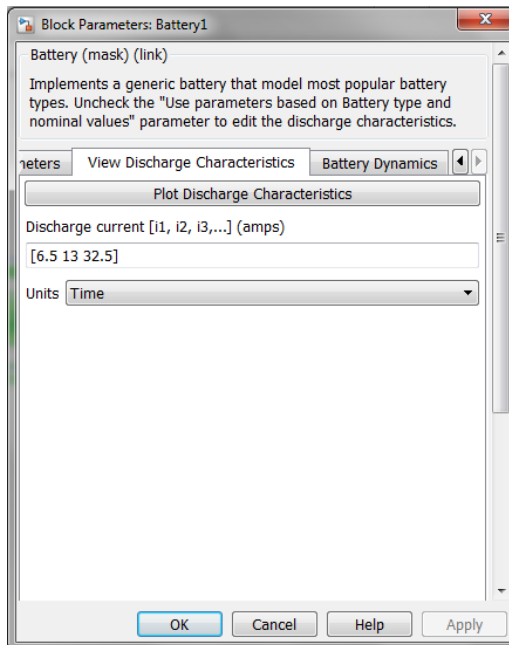 Block Parameters: Battery1
Battery (mask) (link)
Implements a generic battery that model most popular battery
types. Uncheck the "Use parameters based on Battery type and
nominal values" parameter to edit the discharge characteristics.
neters View Discharge Characteristics Battery Dynamics
Plot Discharge Characteristics
Discharge current [i1, i2, i3,...] (amps)
[6.5 13 32.5]
Units Time
OK Cancel Help Apply